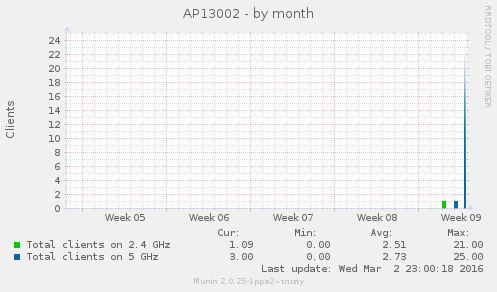 AP13002 - by month
RRDTOOL / TOBI OETIKER
Clients
24
22
20
18
16
14
12
10
8
6
4
2
0
Week 05 Week 06 Week 07 Week 08 Week 09
Cur: Min: Avg: Max:
Total clients on 2.4 GHz 1.09 0.00 2.51 21.00
Total clients on 5 GHz 3.00 0.00 2.73 25.00
Last update: Wed Mar 2 23:00:18 2016
Munin 2.0.25-1ppa2~trusty